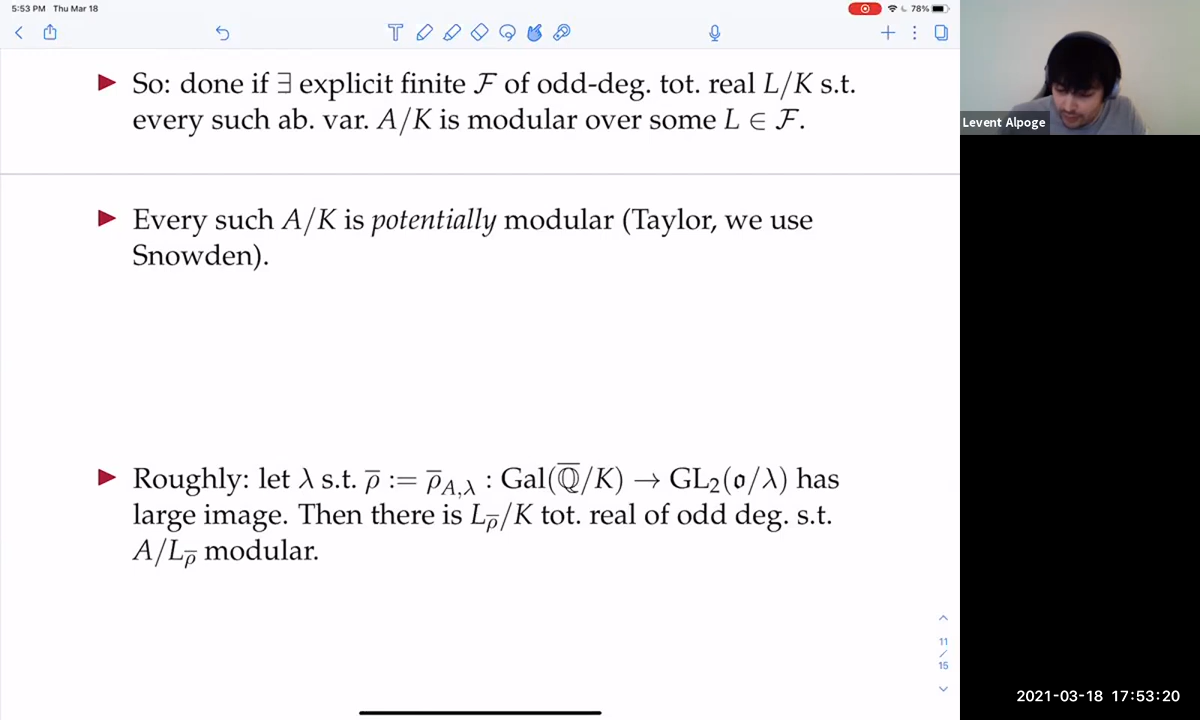 5:53 PM Thu Mar 18
78%
▶ So: done if ∃ explicit finite ℱ of odd-deg. tot. real L/K s.t.
every such ab. var. A/K is modular over some L ∈ ℱ.
▶ Every such A/K is potentially modular (Taylor, we use
Snowden).
▶ Roughly: let λ s.t. ρ̅ := ρ̅_{A,λ} : Gal(ℚ̅/K) → GL₂(𝔬/λ) has
large image. Then there is L_ρ̅/K tot. real of odd deg. s.t.
A/L_ρ̅ modular.
11
/
15
Levent Alpoge
2021-03-18 17:53:20